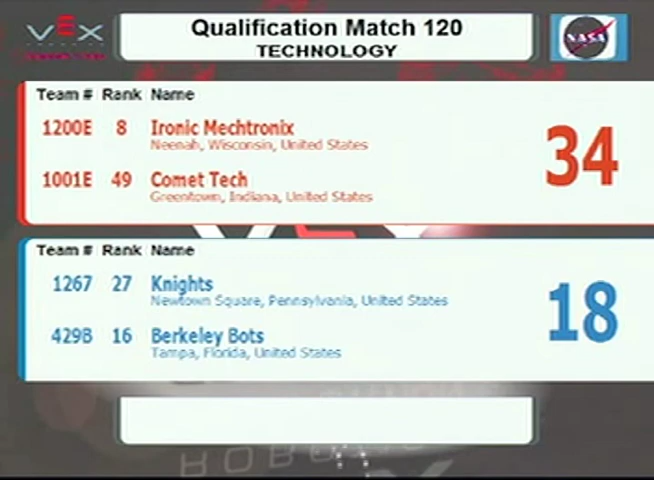 VEX
Qualification Match 120
TECHNOLOGY
NASA
Team # Rank Name
1200E 8 Ironic Mechtronix
Neenah, Wisconsin, United States
1001E 49 Comet Tech
Greentown, Indiana, United States
34
Team # Rank Name
1267 27 Knights
Newtown Square, Pennsylvania, United States
429B 16 Berkeley Bots
Tampa, Florida, United States
18